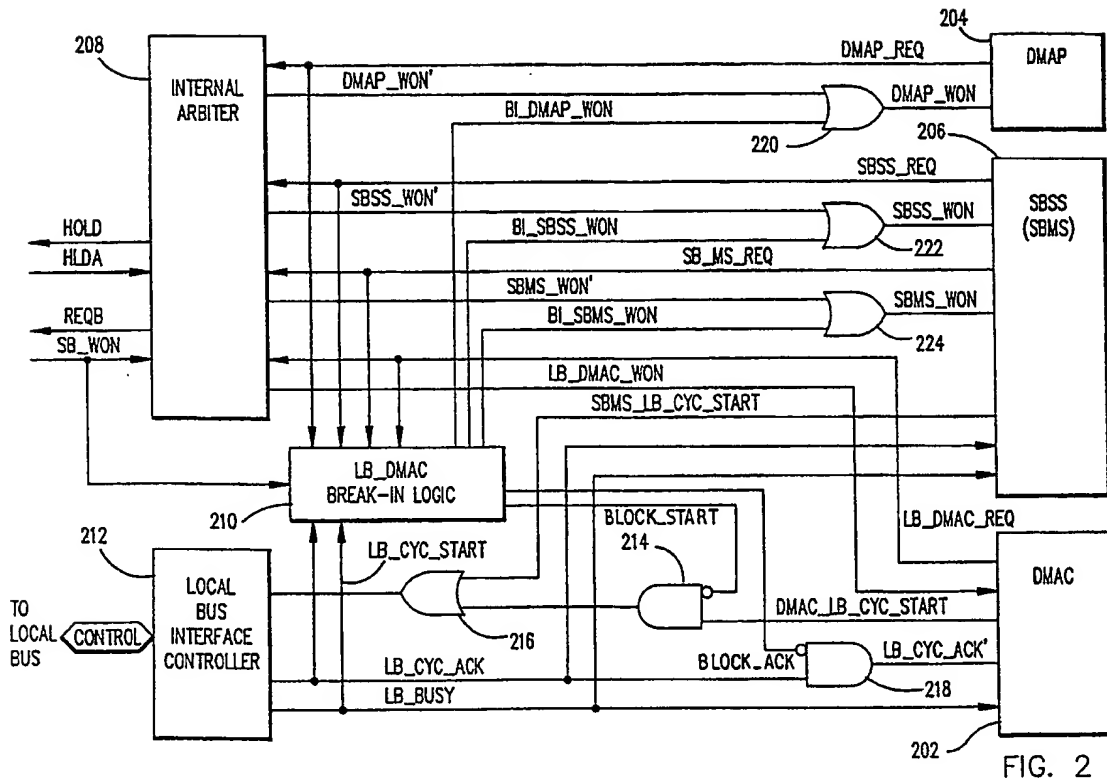 208
INTERNAL
ARBITER
DMAP_REQ
204
DMAP
DMAP_WON'
DMAP_WON
BI_DMAP_WON
220
206
SBSS_REQ
SBSS
(SBMS)
SBSS_WON'
SBSS_WON
BI_SBSS_WON
222
HOLD
HLDA
SB_MS_REQ
SBMS_WON'
SBMS_WON
BI_SBMS_WON
224
REQB
SB_WON
LB_DMAC_WON
SBMS_LB_CYC_START
LB_DMAC
BREAK-IN LOGIC
210
BLOCK_START
LB_DMAC_REQ
212
LB_CYC_START
214
DMAC
LOCAL
BUS
INTERFACE
CONTROLLER
TO
LOCAL
BUS
CONTROL
216
DMAC_LB_CYC_START
LB_CYC_ACK
BLOCK_ACK
LB_CYC_ACK'
218
LB_BUSY
202
FIG. 2